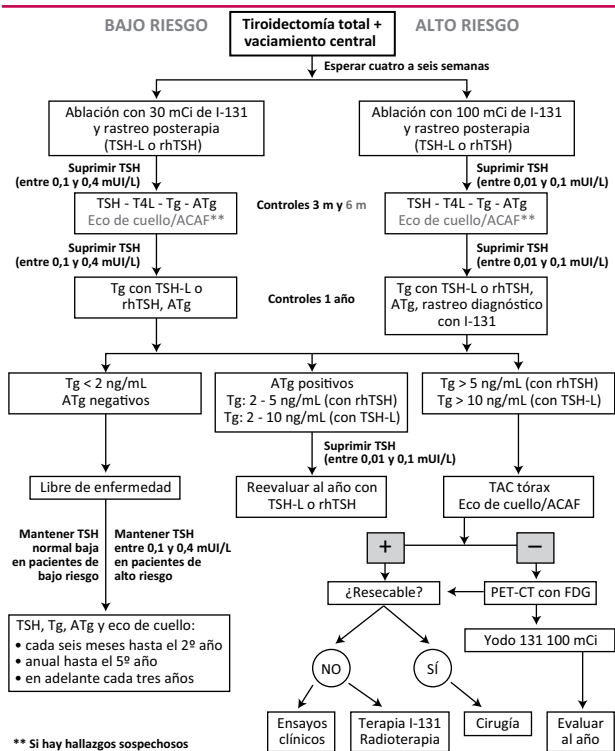 BAJO RIESGO
Tiroidectomía total +
vaciamiento central
ALTO RIESGO
Esperar cuatro a seis semanas
Ablación con 30 mCi de I-131
y rastreo posterapia
(TSH-L o rhTSH)
Ablación con 100 mCi de I-131
y rastreo posterapia
(TSH-L o rhTSH)
Suprimir TSH
(entre 0,1 y 0,4 mUI/L)
Suprimir TSH
(entre 0,01 y 0,1 mUI/L)
TSH - T4L - Tg - ATg
Eco de cuello/ACAF**
Controles 3 m y 6 m
TSH - T4L - Tg - ATg
Eco de cuello/ACAF**
Suprimir TSH
(entre 0,1 y 0,4 mUI/L)
Suprimir TSH
(entre 0,01 y 0,1 mUI/L)
Tg con TSH-L o
rhTSH, ATg
Controles 1 año
Tg con TSH-L o rhTSH,
ATg, rastreo diagnóstico
con I-131
Tg < 2 ng/mL
ATg negativos
ATg positivos
Tg: 2 - 5 ng/mL (con rhTSH)
Tg: 2 - 10 ng/mL (con TSH-L)
Tg > 5 ng/mL (con rhTSH)
Tg > 10 ng/mL (con TSH-L)
Suprimir TSH
(entre 0,01 y 0,1 mUI/L)
Libre de enfermedad
Reevaluar al año con
TSH-L o rhTSH
TAC tórax
Eco de cuello/ACAF
Mantener TSH
normal baja
en pacientes de
bajo riesgo
Mantener TSH
entre 0,1 y 0,4 mUI/L
en pacientes de
alto riesgo
+
−
¿Resecable?
PET-CT con FDG
TSH, Tg, ATg y eco de cuello:
• cada seis meses hasta el 2º año
• anual hasta el 5º año
• en adelante cada tres años
Yodo 131 100 mCi
NO
SÍ
Ensayos
clínicos
Terapia I-131
Radioterapia
Cirugía
Evaluar
al año
** Si hay hallazgos sospechosos